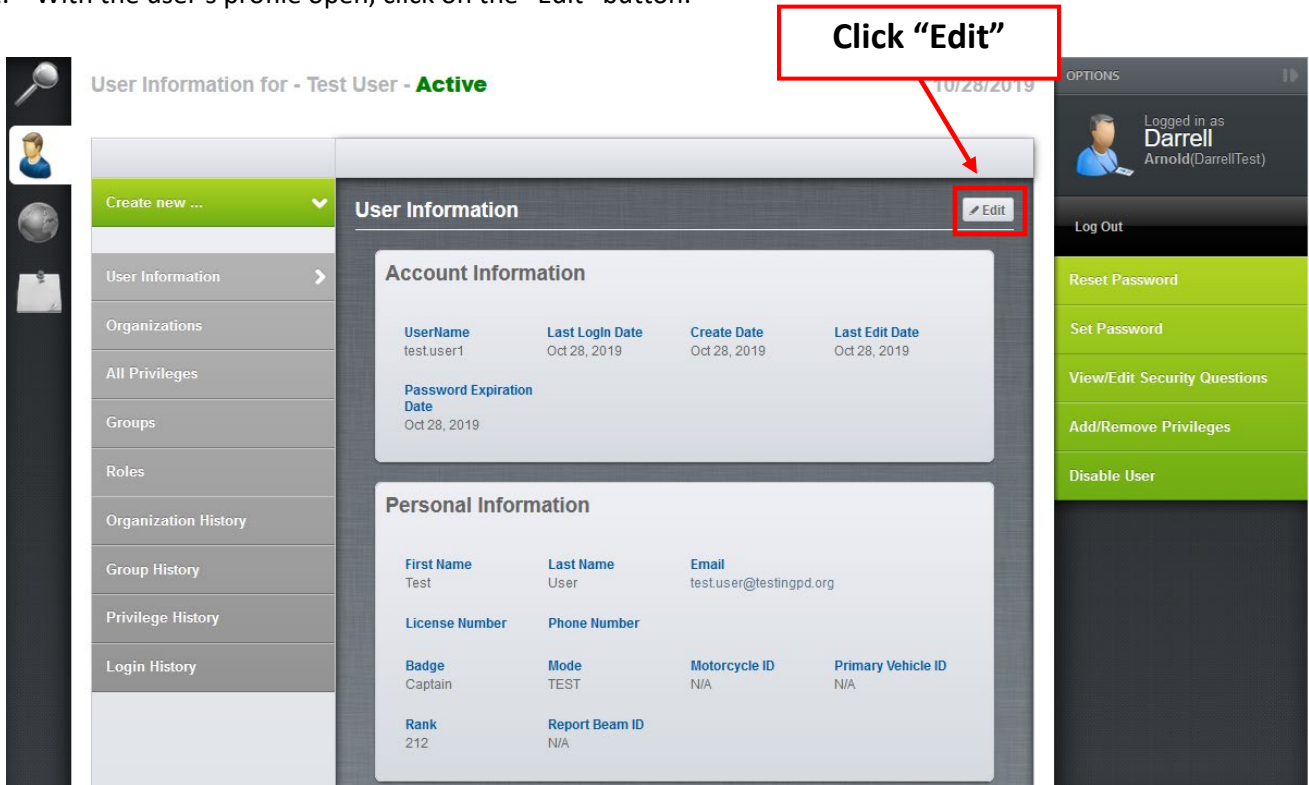 With the user's profile open, click on the "Edit" button.
Click “Edit”
User Information for - Test User - Active
10/28/2019
OPTIONS
Logged in as
Darrell
Arnold(DarrellTest)
Log Out
Reset Password
Set Password
View/Edit Security Questions
Add/Remove Privileges
Disable User
Create new ...
User Information
Organizations
All Privileges
Groups
Roles
Organization History
Group History
Privilege History
Login History
User Information
Edit
Account Information
UserName Last LogIn Date Create Date Last Edit Date
test.user1 Oct 28, 2019 Oct 28, 2019 Oct 28, 2019
Password Expiration
Date
Oct 28, 2019
Personal Information
First Name Last Name Email
Test User test.user@testingpd.org
License Number Phone Number
Badge Mode Motorcycle ID Primary Vehicle ID
Captain TEST N/A N/A
Rank Report Beam ID
212 N/A